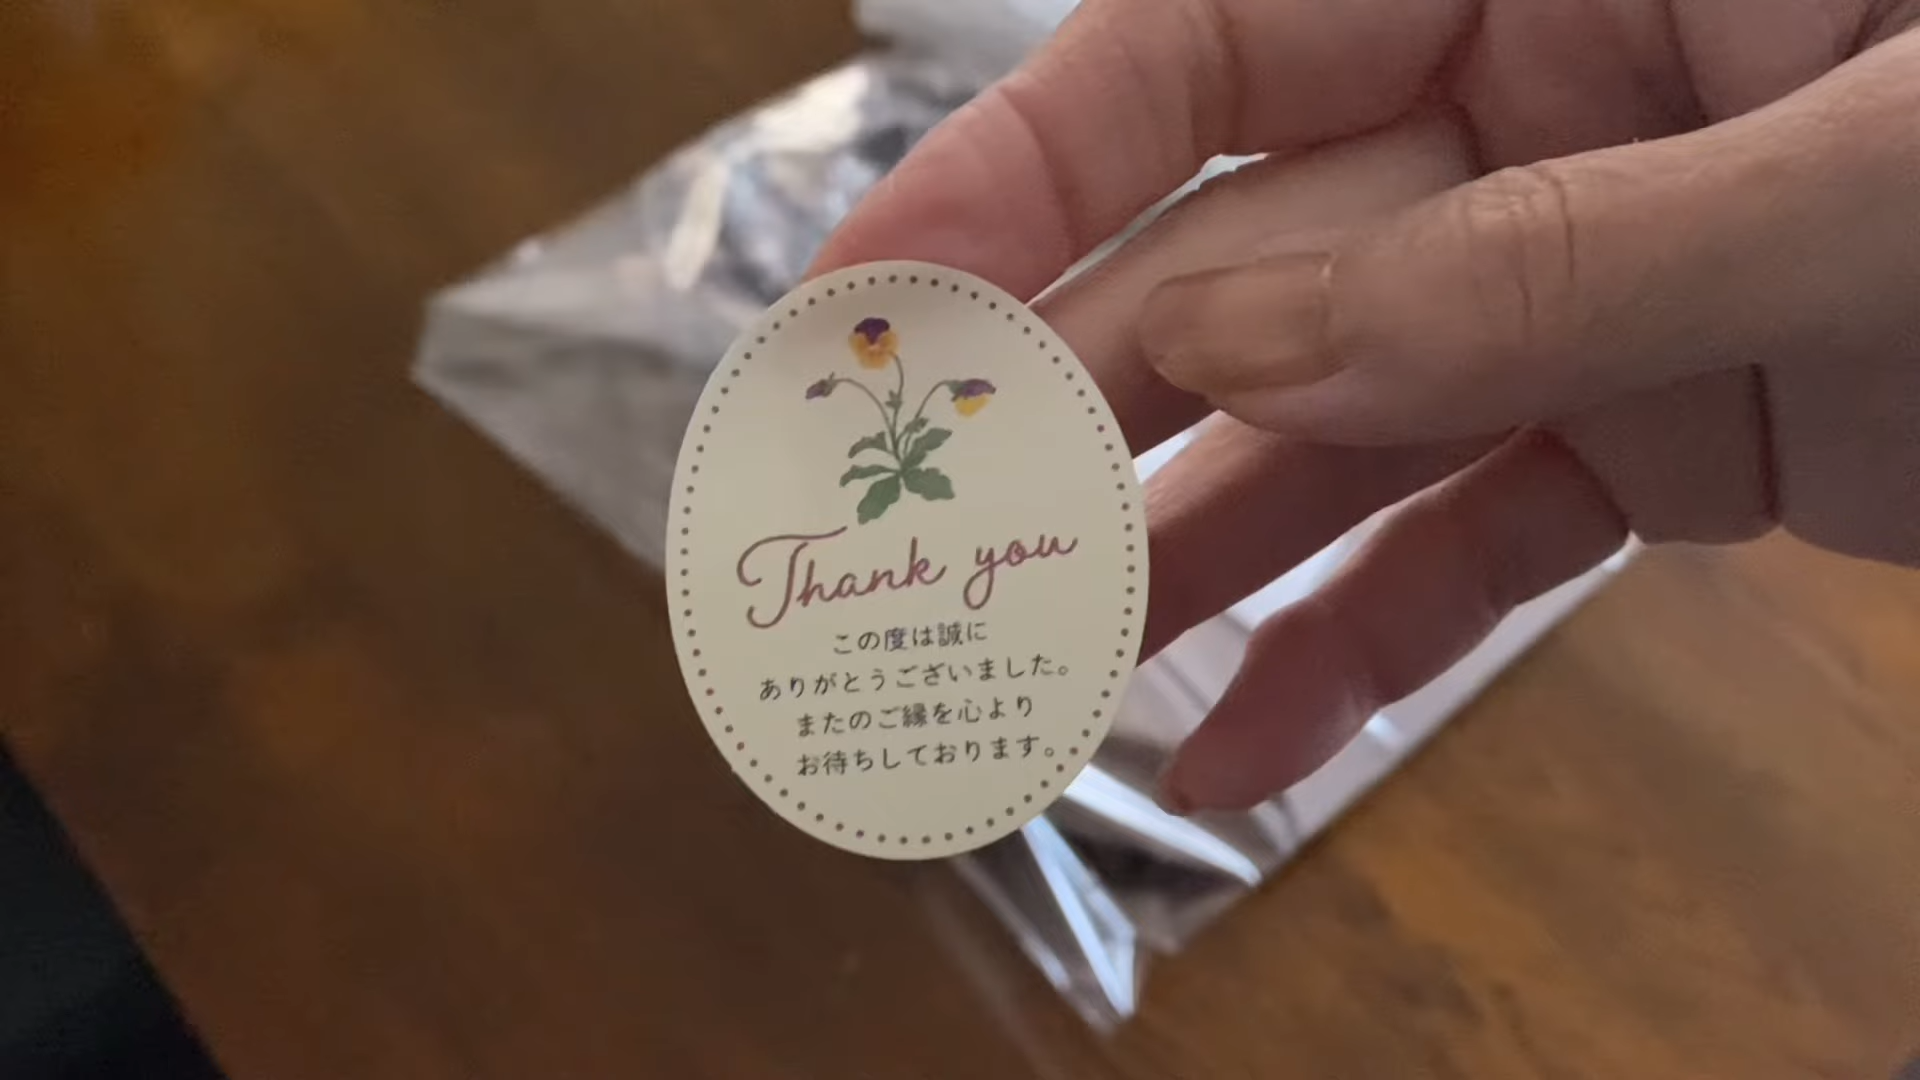 Thank you
この度は誠に
ありがとうございました。
またのご縁を心より
お待ちしております。